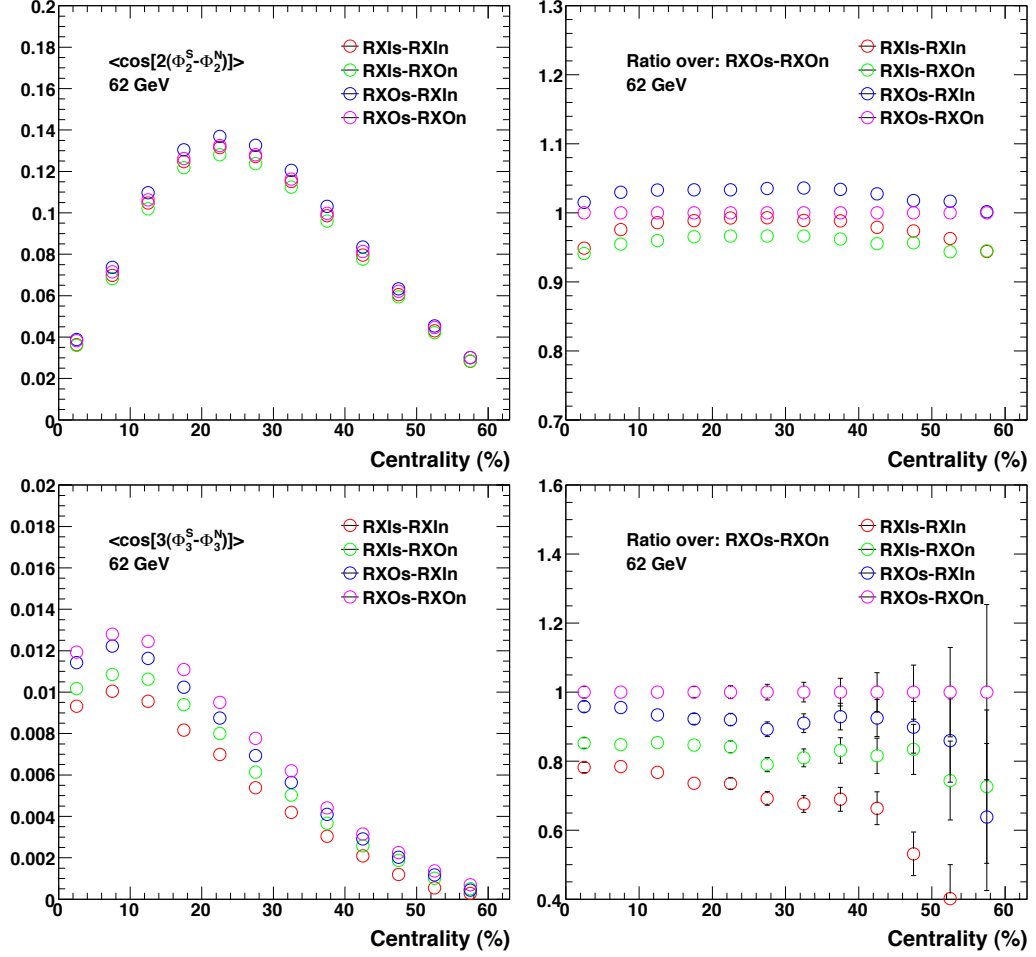 0.2
0.18
0.16
0.14
0.12
0.1
0.08
0.06
0.04
0.02
0
<cos[2(Φ₂ˢ-Φ₂ᴺ)]>
62 GeV
RXIs-RXIn
RXIs-RXOn
RXOs-RXIn
RXOs-RXOn
0 10 20 30 40 50 60
Centrality (%)
1.3
1.2
1.1
1
0.9
0.8
0.7
Ratio over: RXOs-RXOn
62 GeV
RXIs-RXIn
RXIs-RXOn
RXOs-RXIn
RXOs-RXOn
0 10 20 30 40 50 60
Centrality (%)
0.02
0.018
0.016
0.014
0.012
0.01
0.008
0.006
0.004
0.002
0
<cos[3(Φ₃ˢ-Φ₃ᴺ)]>
62 GeV
RXIs-RXIn
RXIs-RXOn
RXOs-RXIn
RXOs-RXOn
0 10 20 30 40 50 60
Centrality (%)
1.6
1.4
1.2
1
0.8
0.6
0.4
Ratio over: RXOs-RXOn
62 GeV
RXIs-RXIn
RXIs-RXOn
RXOs-RXIn
RXOs-RXOn
0 10 20 30 40 50 60
Centrality (%)